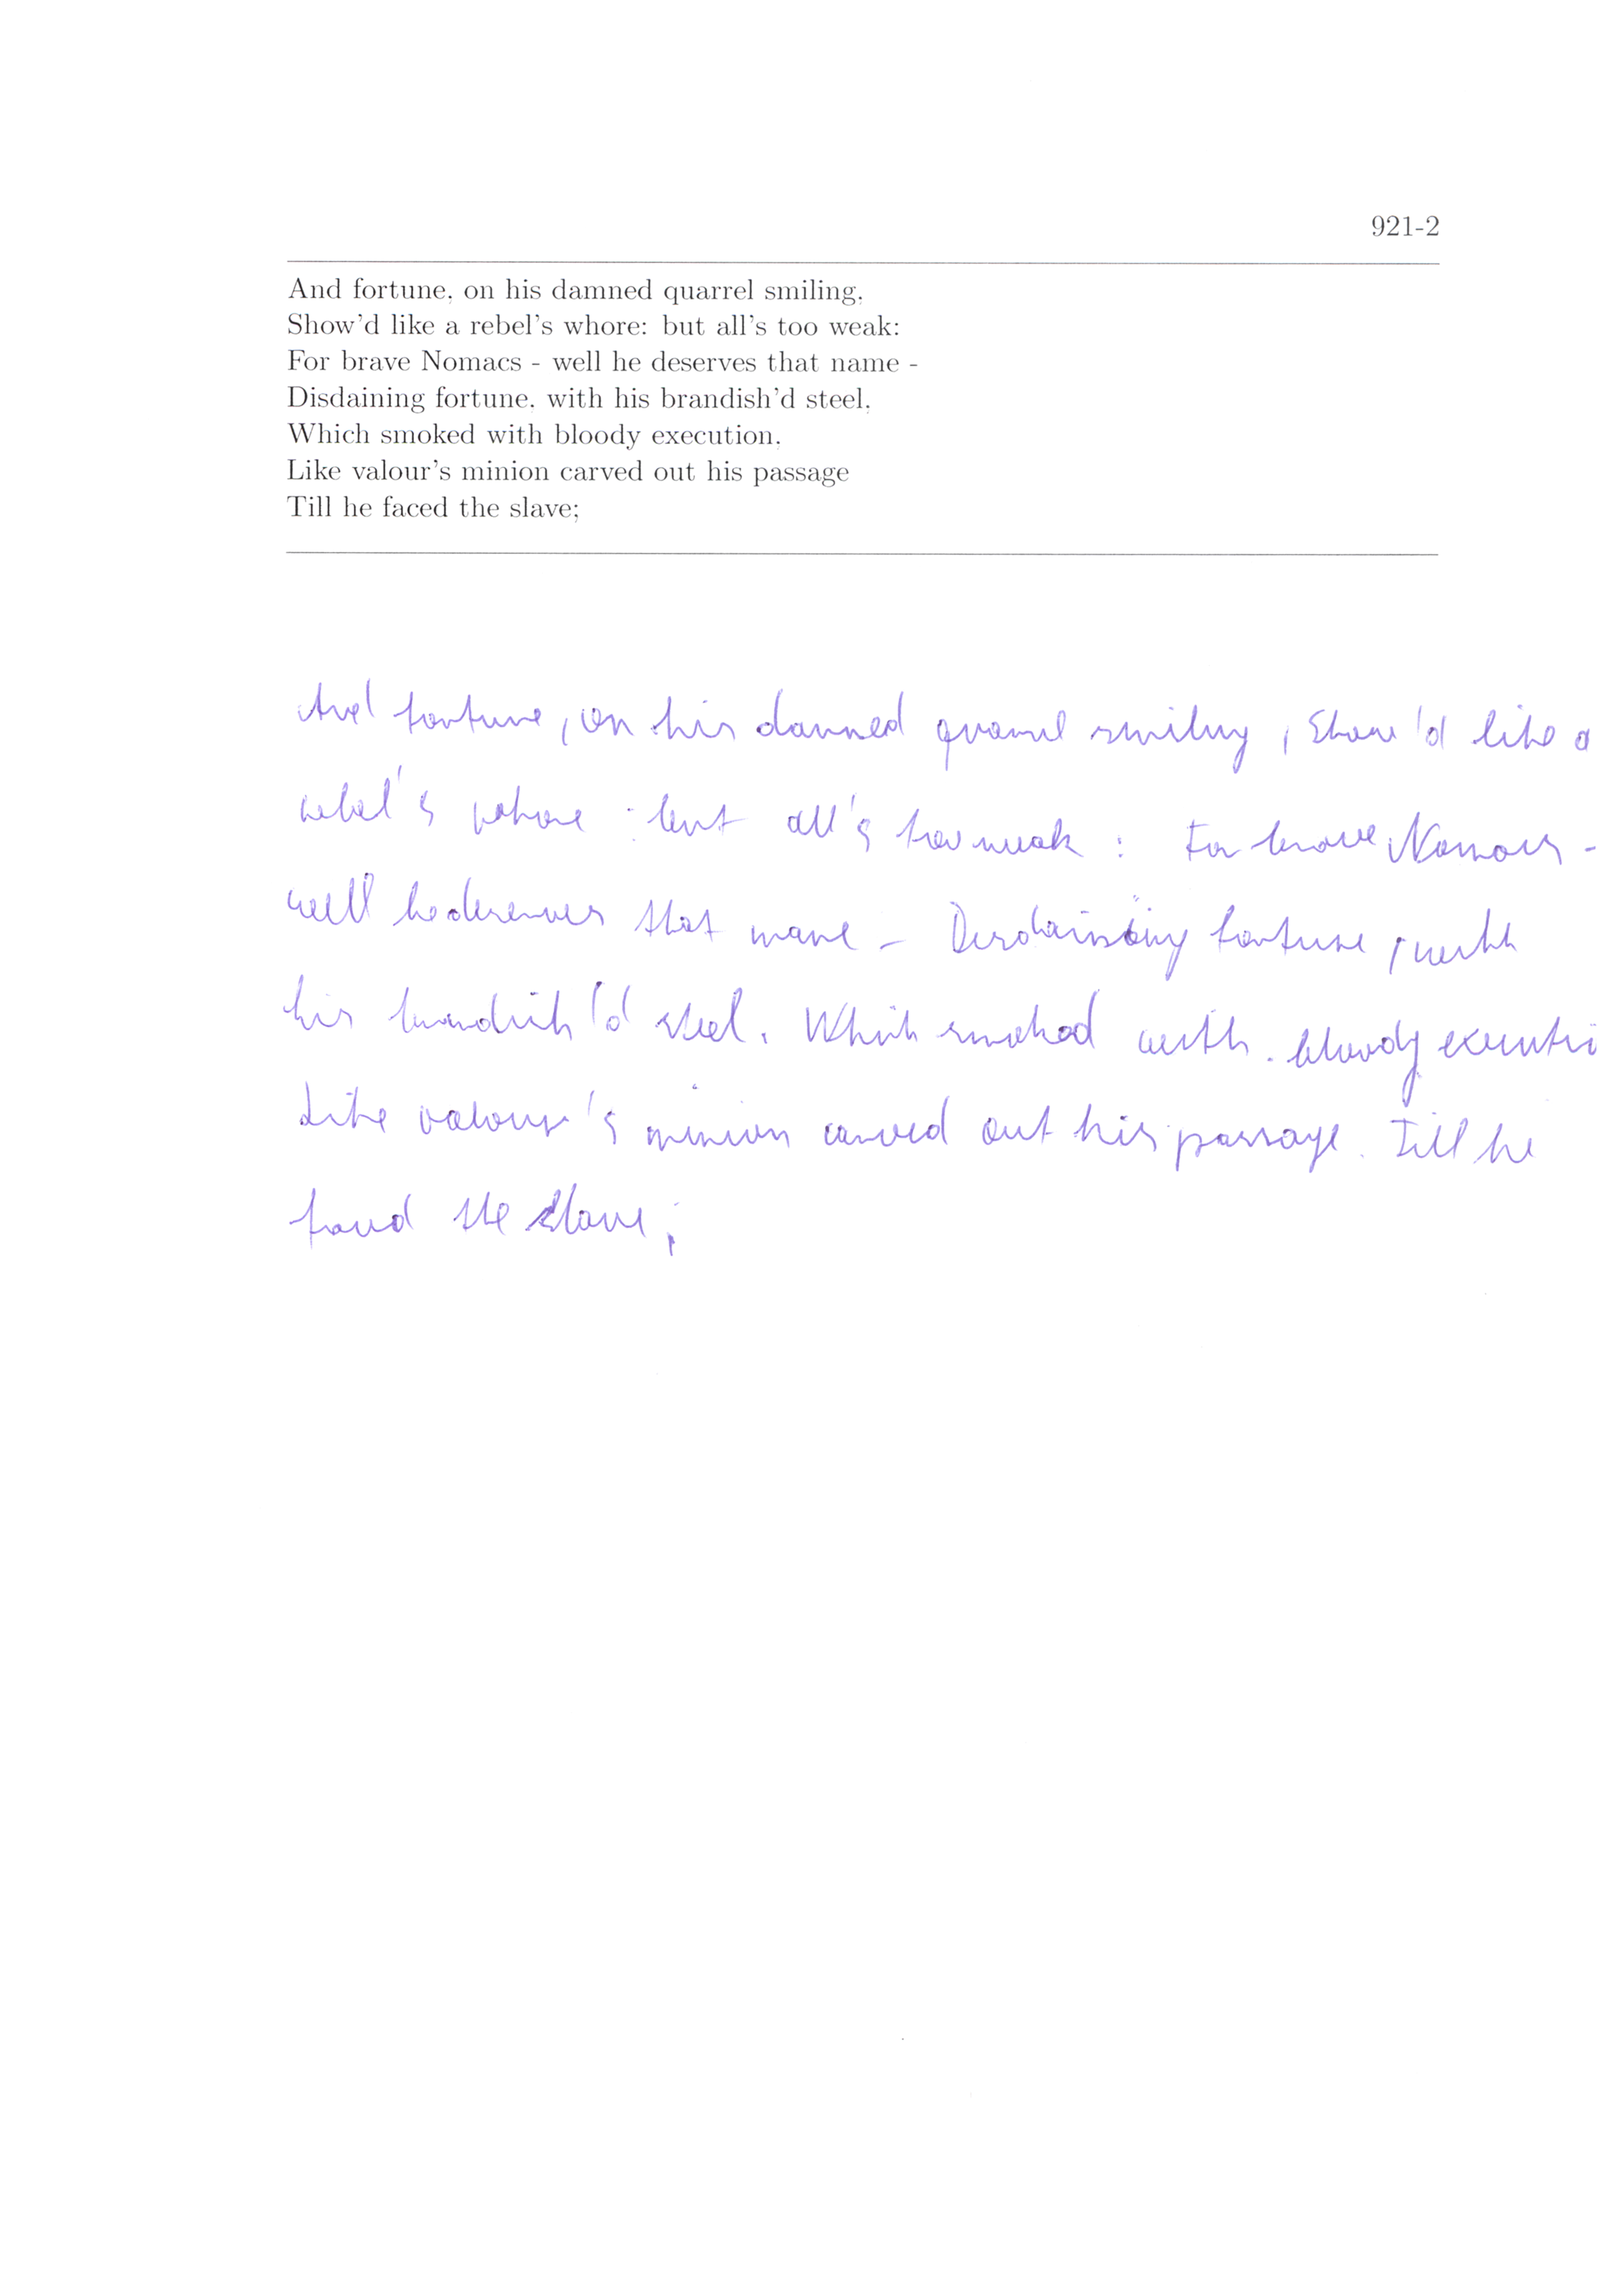 921-2
And fortune, on his damned quarrel smiling,
Show'd like a rebel's whore: but all's too weak:
For brave Nomacs - well he deserves that name -
Disdaining fortune, with his brandish'd steel,
Which smoked with bloody execution,
Like valour's minion carved out his passage
Till he faced the slave;
And fortune, on his damned quarrel smiling, Show'd like a
rebel's whore: but all's too weak: For brave Nomacs -
well he deserves that name - Disdaining fortune, with
his brandish'd steel. Which smoked with bloody executi
Like valour's minion carved out his passage. Till he
faced the slave;